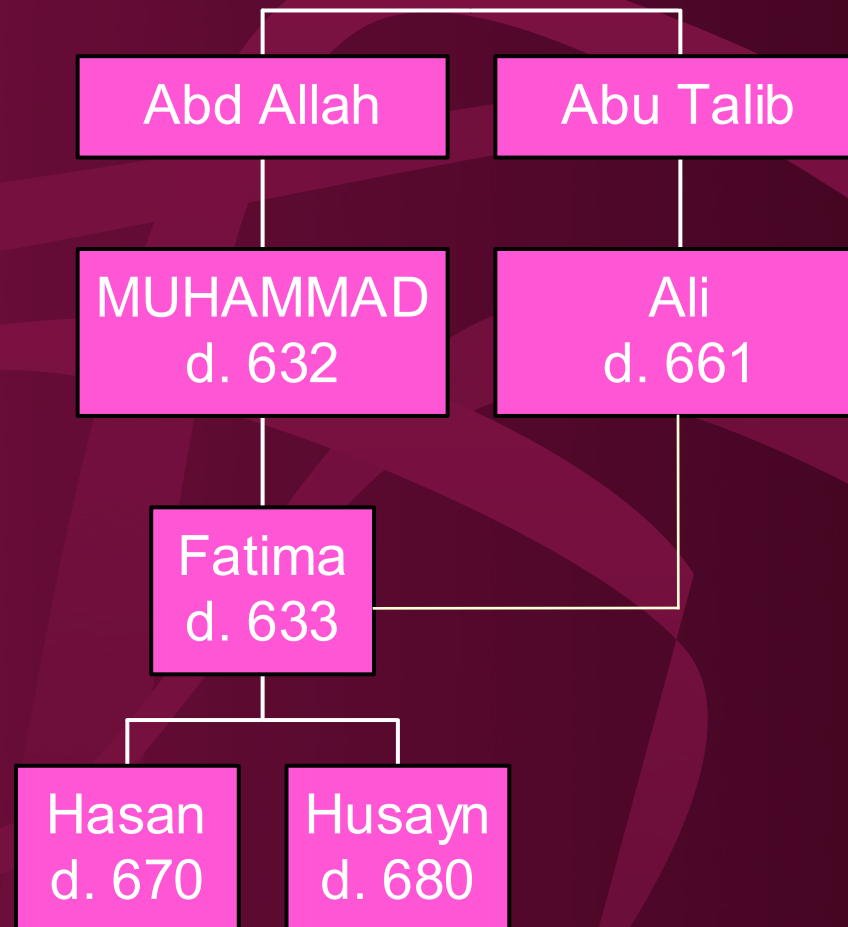 Abd Allah
Abu Talib
MUHAMMAD
d. 632
Ali
d. 661
Fatima
d. 633
Hasan
d. 670
Husayn
d. 680